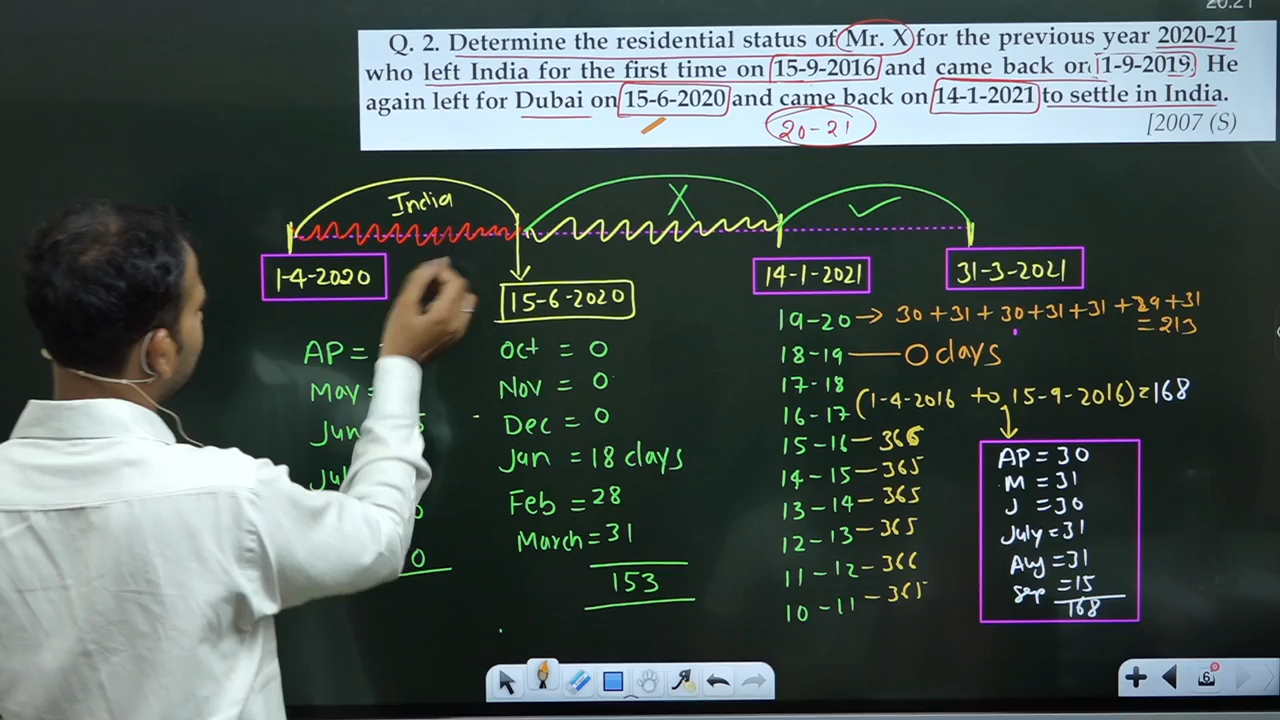 20.21
Q. 2. Determine the residential status of Mr. X for the previous year 2020-21
who left India for the first time on 15-9-2016 and came back on 1-9-2019. He
again left for Dubai on 15-6-2020 and came back on 14-1-2021 to settle in India.
20-21
[2007 (S)
India
X
1-4-2020
15-6-2020
14-1-2021
31-3-2021
AP =
May =
Jun
July
0
0
Oct = 0
Nov = 0
Dec = 0
Jan = 18 days
Feb = 28
March = 31
153
19-20 → 30 + 31 + 30 + 31 + 31 + 29 + 31
= 213
18-19 — 0 days
17-18
16-17 (1-4-2016 to 15-9-2016) = 168
15-16 - 366
14-15 - 365
13-14 - 365
12-13 - 365
11-12 - 366
10-11 - 365
AP = 30
M = 31
J = 30
July = 31
Aug = 31
Sep = 15
168
6